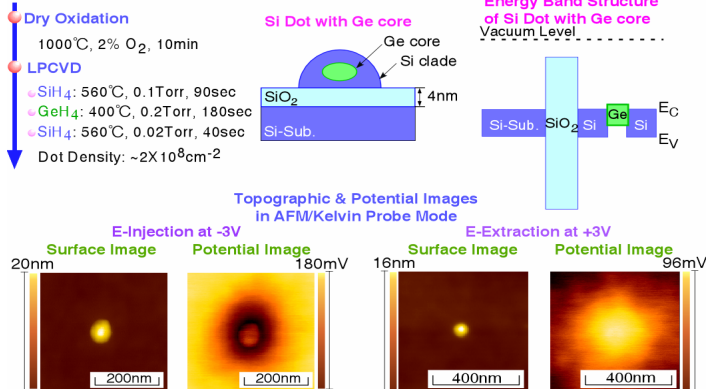 Dry Oxidation
1000℃, 2% O₂, 10min
LPCVD
SiH₄: 560℃, 0.1Torr, 90sec
GeH₄: 400℃, 0.2Torr, 180sec
SiH₄: 560℃, 0.02Torr, 40sec
Dot Density: ~2X10⁸cm⁻²
Si Dot with Ge core
Ge core
Si clade
SiO₂
4nm
Si-Sub.
Energy Band Structure
of Si Dot with Ge core
Vacuum Level
Si-Sub. SiO₂ Si Ge Si
E_C
E_V
Topographic & Potential Images
in AFM/Kelvin Probe Mode
E-Injection at -3V
Surface Image Potential Image
20nm 180mV
200nm 200nm
E-Extraction at +3V
Surface Image Potential Image
16nm 96mV
400nm 400nm